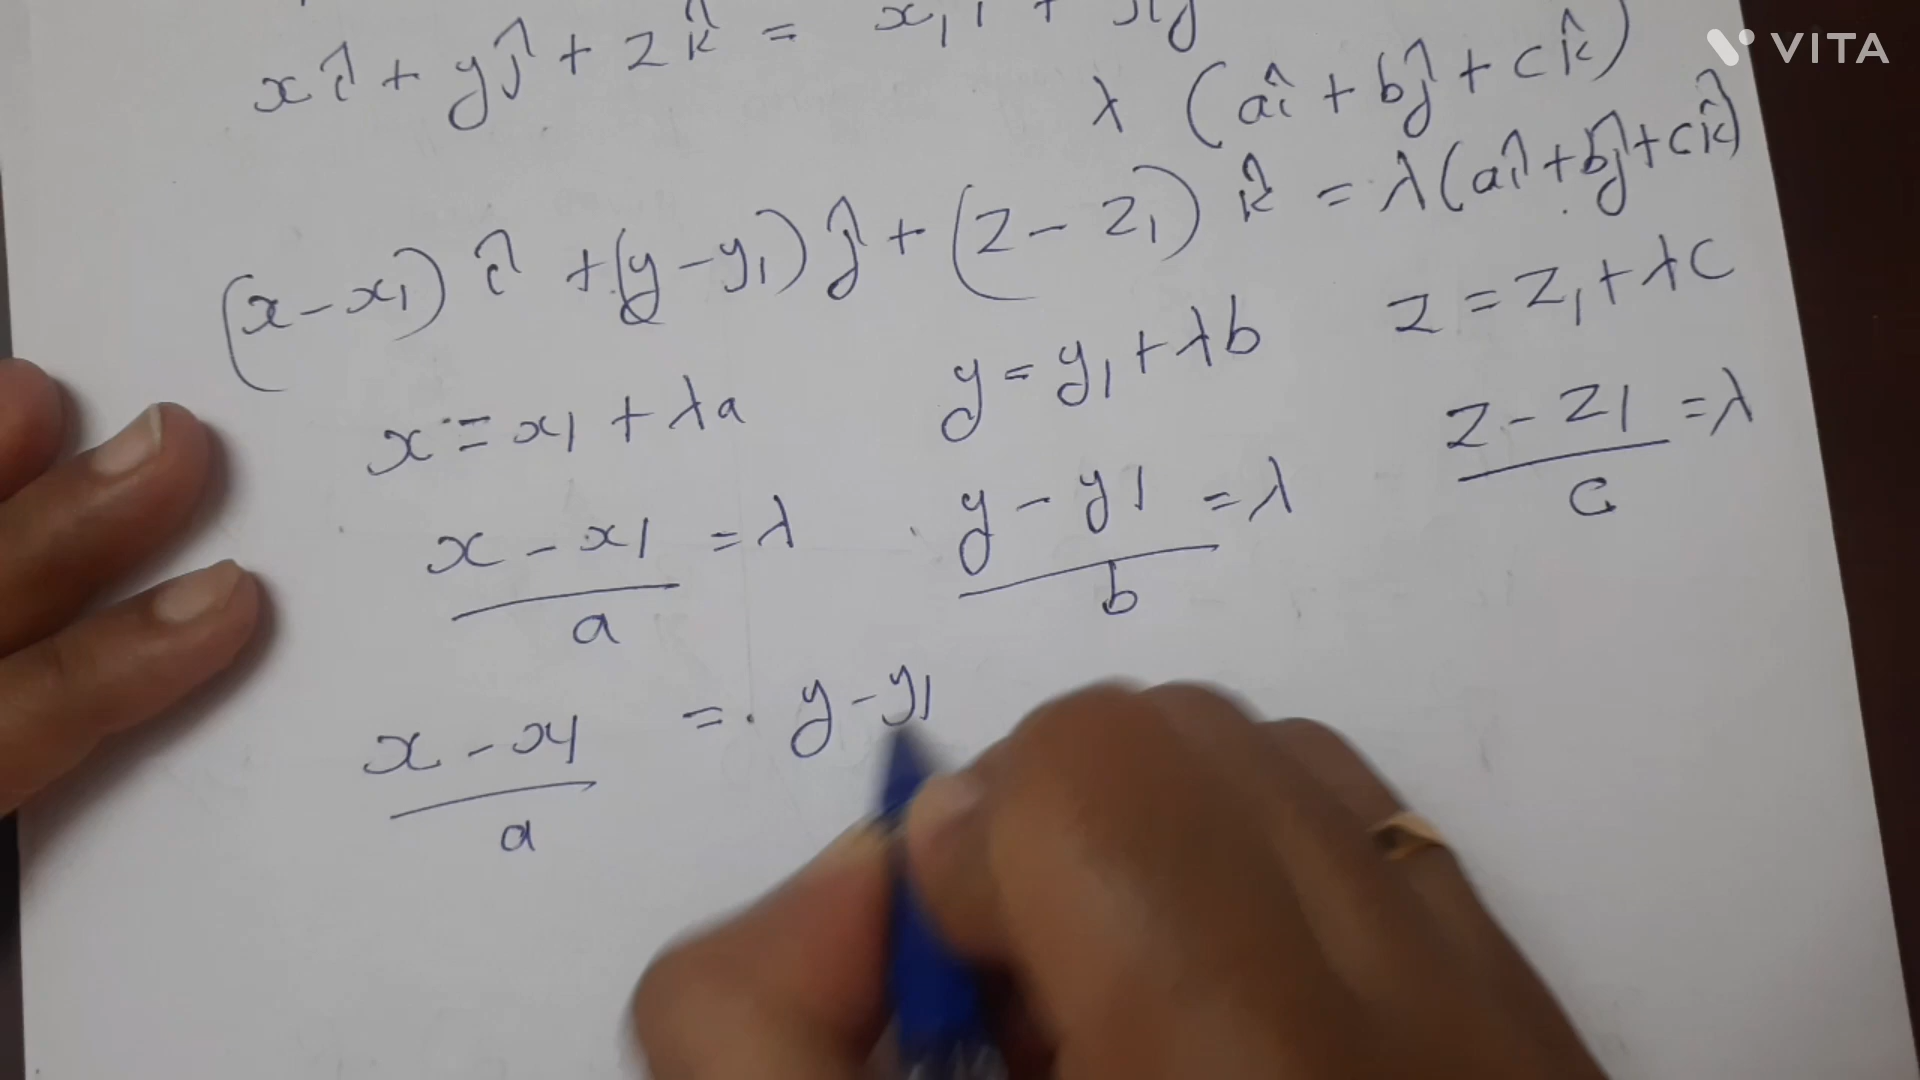 VITA
xî + yĵ + zk̂ = x₁î +
λ (aî + bĵ + ck̂)
(x-x₁) î + (y-y₁) ĵ + (z-z₁) k̂ = λ(aî+bĵ+ck̂)
x = x₁ + λa y = y₁ + λb z = z₁ + λc
x - x₁ / a = λ y - y₁ / b = λ z - z₁ / c = λ
x - x₁ / a = y - y₁